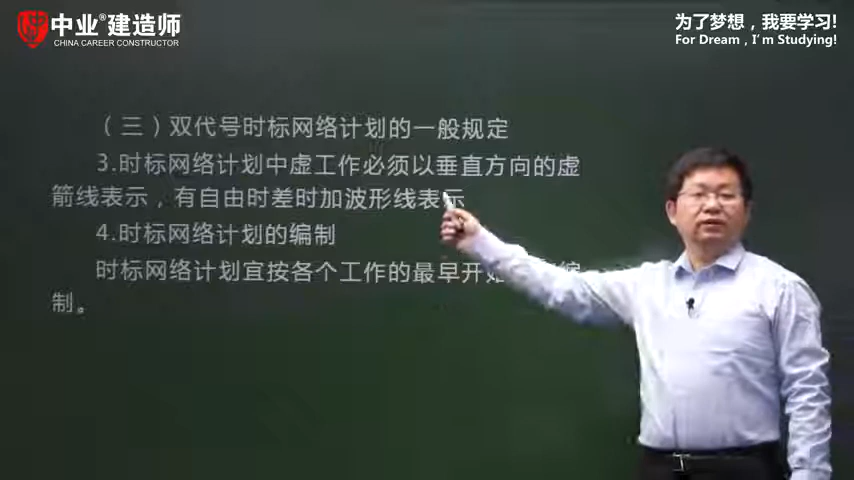 中业®建造师
CHINA CAREER CONSTRUCTOR
为了梦想，我要学习!
For Dream , I'm Studying!
（三）双代号时标网络计划的一般规定
3.时标网络计划中虚工作必须以垂直方向的虚
箭线表示，有自由时差时加波形线表示
4.时标网络计划的编制
时标网络计划宜按各个工作的最早开始
制。